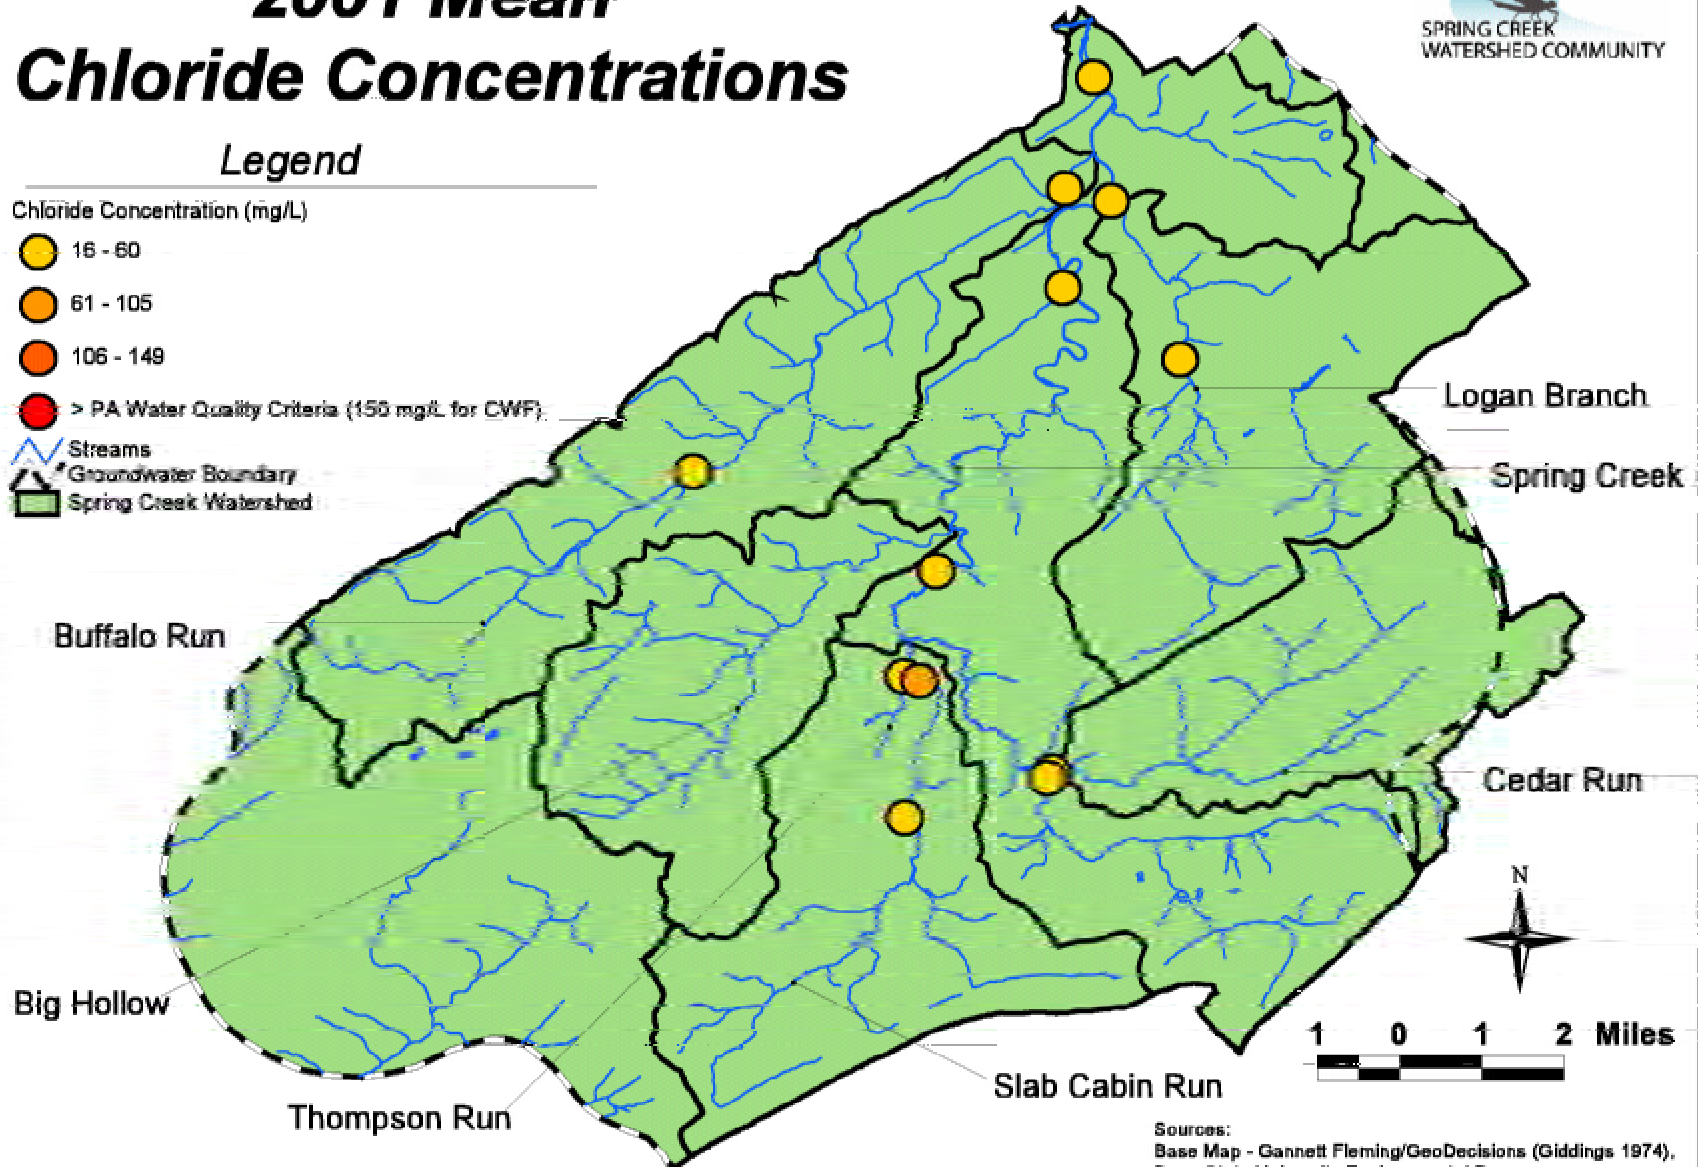 2001 Mean
Chloride Concentrations
SPRING CREEK
WATERSHED COMMUNITY
Legend
Chloride Concentration (mg/L)
16 - 60
61 - 105
106 - 149
> PA Water Quality Criteria (150 mg/L for CWF)
Streams
Groundwater Boundary
Spring Creek Watershed
Logan Branch
Spring Creek
Buffalo Run
Cedar Run
N
Big Hollow
1 0 1 2 Miles
Slab Cabin Run
Thompson Run
Sources:
Base Map - Gannett Fleming/GeoDecisions (Giddings 1974),